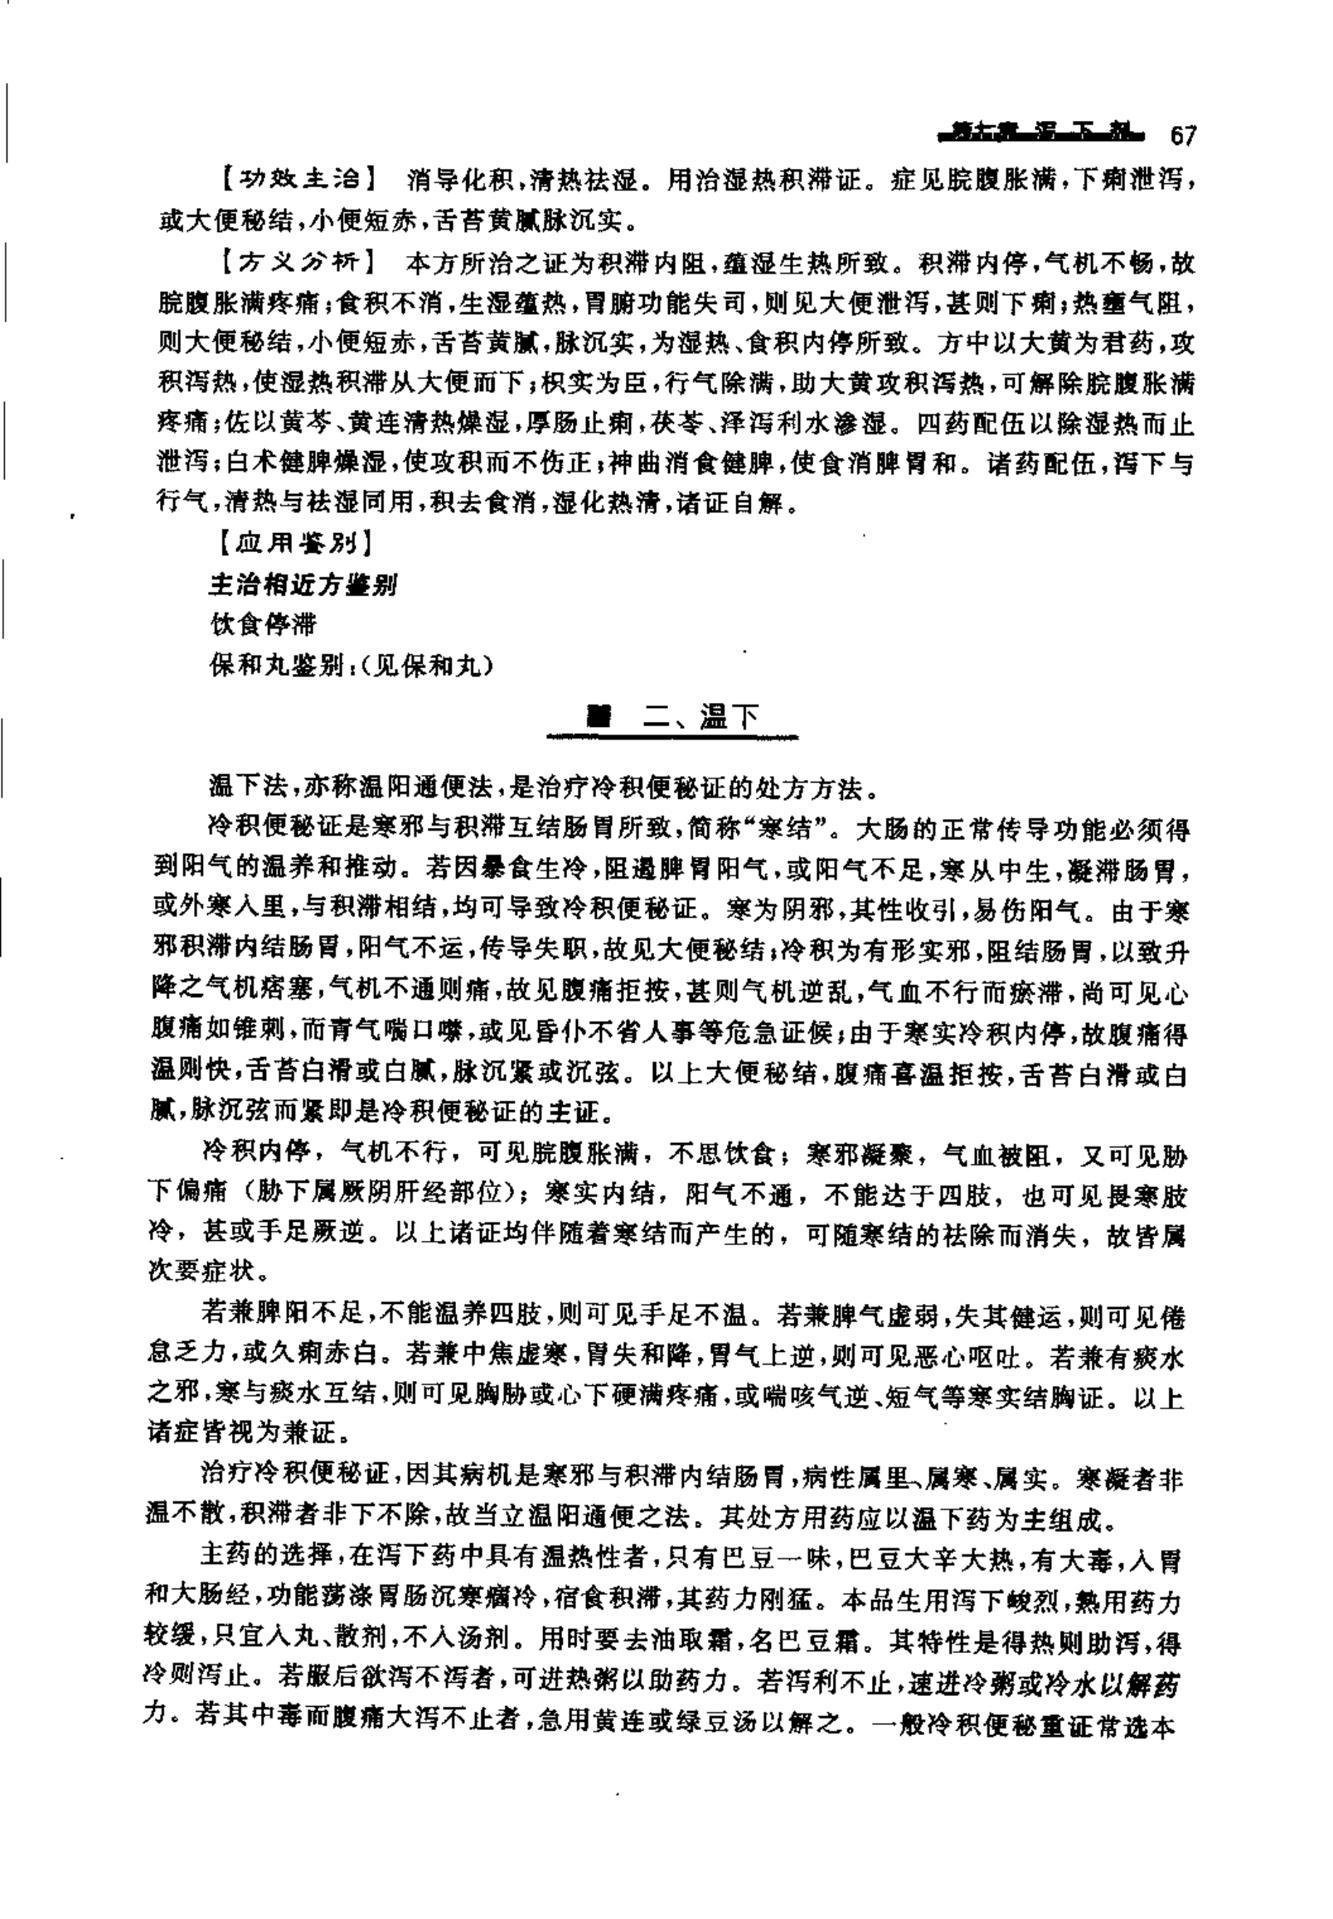 泻下剂 67
【功效主治】 消导化积,清热祛湿。用治湿热积滞证。症见脘腹胀满,下痢泄泻,
或大便秘结,小便短赤,舌苔黄腻脉沉实。
【方义分析】 本方所治之证为积滞内阻,蕴湿生热所致。积滞内停,气机不畅,故
脘腹胀满疼痛;食积不消,生湿蕴热,胃腑功能失司,则见大便泄泻,甚则下痢;热壅气阻,
则大便秘结,小便短赤,舌苔黄腻,脉沉实,为湿热、食积内停所致。方中以大黄为君药,攻
积泻热,使湿热积滞从大便而下;枳实为臣,行气除满,助大黄攻积泻热,可解除脘腹胀满
疼痛;佐以黄芩、黄连清热燥湿,厚肠止痢,茯苓、泽泻利水渗湿。四药配伍以除湿热而止
泄泻;白术健脾燥湿,使攻积而不伤正;神曲消食健脾,使食消脾胃和。诸药配伍,泻下与
行气,清热与祛湿同用,积去食消,湿化热清,诸证自解。
【应用鉴别】
主治相近方鉴别
饮食停滞
保和丸鉴别:(见保和丸)
二、温下
温下法,亦称温阳通便法,是治疗冷积便秘证的处方方法。
冷积便秘证是寒邪与积滞互结肠胃所致,简称“寒结”。大肠的正常传导功能必须得
到阳气的温养和推动。若因暴食生冷,阻遏脾胃阳气,或阳气不足,寒从中生,凝滞肠胃,
或外寒入里,与积滞相结,均可导致冷积便秘证。寒为阴邪,其性收引,易伤阳气。由于寒
邪积滞内结肠胃,阳气不运,传导失职,故见大便秘结;冷积为有形实邪,阻结肠胃,以致升
降之气机痞塞,气机不通则痛,故见腹痛拒按,甚则气机逆乱,气血不行而瘀滞,尚可见心
腹痛如锥刺,而青气喘口噤,或见昏仆不省人事等危急证候;由于寒实冷积内停,故腹痛得
温则快,舌苔白滑或白腻,脉沉紧或沉弦。以上大便秘结,腹痛喜温拒按,舌苔白滑或白
腻,脉沉弦而紧即是冷积便秘证的主证。
冷积内停，气机不行，可见脘腹胀满，不思饮食；寒邪凝聚，气血被阻，又可见胁
下偏痛（胁下属厥阴肝经部位）；寒实内结，阳气不通，不能达于四肢，也可见畏寒肢
冷，甚或手足厥逆。以上诸证均伴随着寒结而产生的，可随寒结的祛除而消失，故皆属
次要症状。
若兼脾阳不足,不能温养四肢,则可见手足不温。若兼脾气虚弱,失其健运,则可见倦
怠乏力,或久痢赤白。若兼中焦虚寒,胃失和降,胃气上逆,则可见恶心呕吐。若兼有痰水
之邪,寒与痰水互结,则可见胸胁或心下硬满疼痛,或喘咳气逆、短气等寒实结胸证。以上
诸症皆视为兼证。
治疗冷积便秘证,因其病机是寒邪与积滞内结肠胃,病性属里、属寒、属实。寒凝者非
温不散,积滞者非下不除,故当立温阳通便之法。其处方用药应以温下药为主组成。
主药的选择,在泻下药中具有温热性者,只有巴豆一味,巴豆大辛大热,有大毒,入胃
和大肠经,功能荡涤胃肠沉寒痼冷,宿食积滞,其药力刚猛。本品生用泻下峻烈,熟用药力
较缓,只宜入丸、散剂,不入汤剂。用时要去油取霜,名巴豆霜。其特性是得热则助泻,得
冷则泻止。若服后欲泻不泻者,可进热粥以助药力。若泻利不止,速进冷粥或冷水以解药
力。若其中毒而腹痛大泻不止者,急用黄连或绿豆汤以解之。一般冷积便秘重证常选本